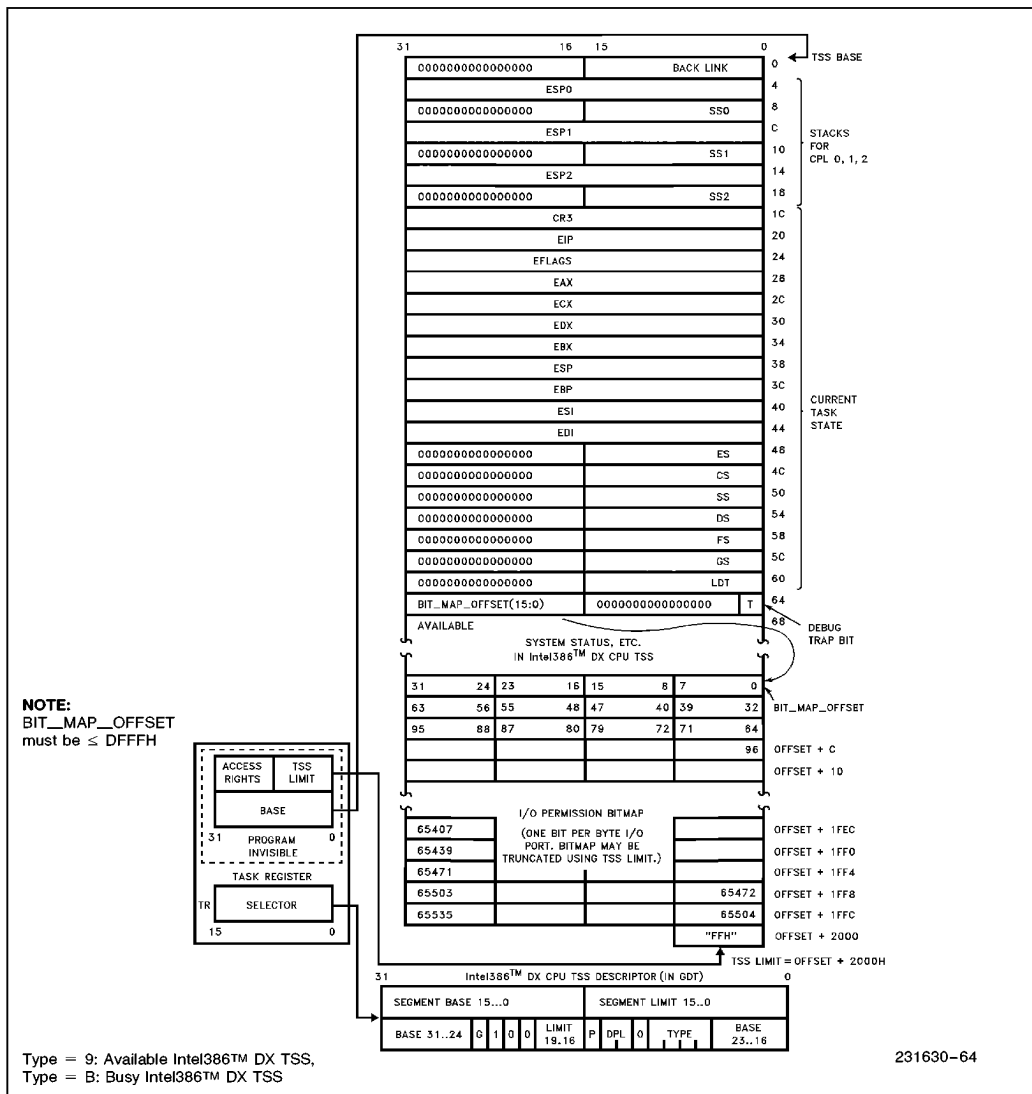 31 16 15 0
TSS BASE
0000000000000000 BACK LINK 0
ESP0 4
0000000000000000 SS0 8
ESP1 C
0000000000000000 SS1 10
ESP2 14
0000000000000000 SS2 18
STACKS
FOR
CPL 0, 1, 2
CR3 1C
EIP 20
EFLAGS 24
EAX 28
ECX 2C
EDX 30
EBX 34
ESP 38
EBP 3C
ESI 40
EDI 44
0000000000000000 ES 48
0000000000000000 CS 4C
0000000000000000 SS 50
0000000000000000 DS 54
0000000000000000 FS 58
0000000000000000 GS 5C
0000000000000000 LDT 60
CURRENT
TASK
STATE
BIT_MAP_OFFSET(15:0) 0000000000000000 T 64
DEBUG
TRAP BIT
AVAILABLE 68
SYSTEM STATUS, ETC.
IN Intel386™ DX CPU TSS
31 24 23 16 15 8 7 0
BIT_MAP_OFFSET
63 56 55 48 47 40 39 32
95 88 87 80 79 72 71 64
96 OFFSET + C
OFFSET + 10
I/O PERMISSION BITMAP
(ONE BIT PER BYTE I/O
PORT. BITMAP MAY BE
TRUNCATED USING TSS LIMIT.)
65407 OFFSET + 1FEC
65439 OFFSET + 1FF0
65471 OFFSET + 1FF4
65503 65472 OFFSET + 1FF8
65535 65504 OFFSET + 1FFC
"FFH" OFFSET + 2000
TSS LIMIT = OFFSET + 2000H
NOTE:
BIT__MAP__OFFSET
must be ≤ DFFFH
ACCESS
RIGHTS
TSS
LIMIT
BASE
31 0
PROGRAM
INVISIBLE
TASK REGISTER
TR SELECTOR
15 0
31 Intel386™ DX CPU TSS DESCRIPTOR (IN GDT) 0
SEGMENT BASE 15...0 SEGMENT LIMIT 15...0
BASE 31..24 G 1 0 0 LIMIT 19.16 P DPL 0 TYPE BASE 23..16
Type = 9: Available Intel386™ DX TSS,
Type = B: Busy Intel386™ DX TSS
231630-64